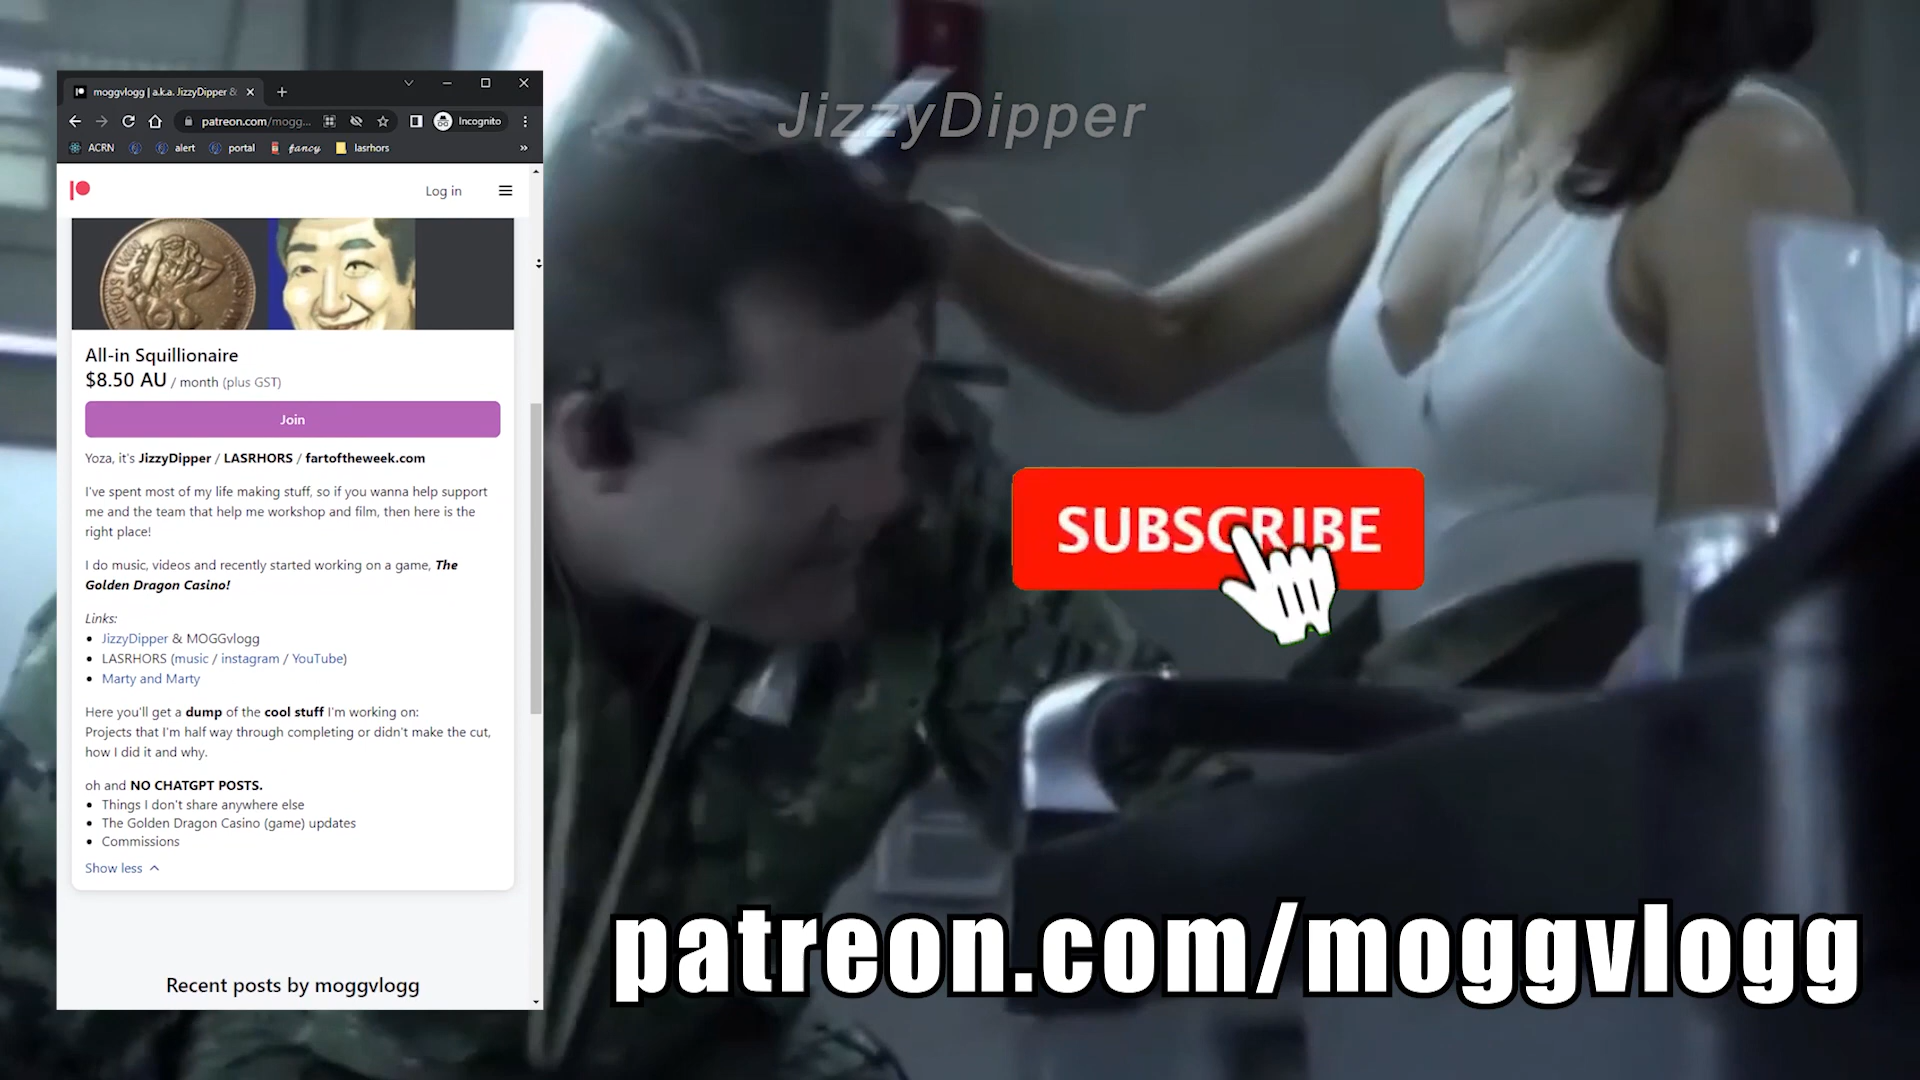 JizzyDipper
moggvlogg | a.k.a. JizzyDipper &
patreon.com/mogg...
Incognito
ACRN
alert
portal
fancy
lasrhors
»
Log in
All-in Squillionaire
$8.50 AU / month (plus GST)
Join
Yoza, it's JizzyDipper / LASRHORS / fartoftheweek.com
I've spent most of my life making stuff, so if you wanna help support
me and the team that help me workshop and film, then here is the
right place!
I do music, videos and recently started working on a game, The
Golden Dragon Casino!
Links:
JizzyDipper & MOGGvlogg
LASRHORS (music / instagram / YouTube)
Marty and Marty
Here you'll get a dump of the cool stuff I'm working on:
Projects that I'm half way through completing or didn't make the cut,
how I did it and why.
oh and NO CHATGPT POSTS.
Things I don't share anywhere else
The Golden Dragon Casino (game) updates
Commissions
Show less
Recent posts by moggvlogg
SUBSCRIBE
patreon.com/moggvlogg